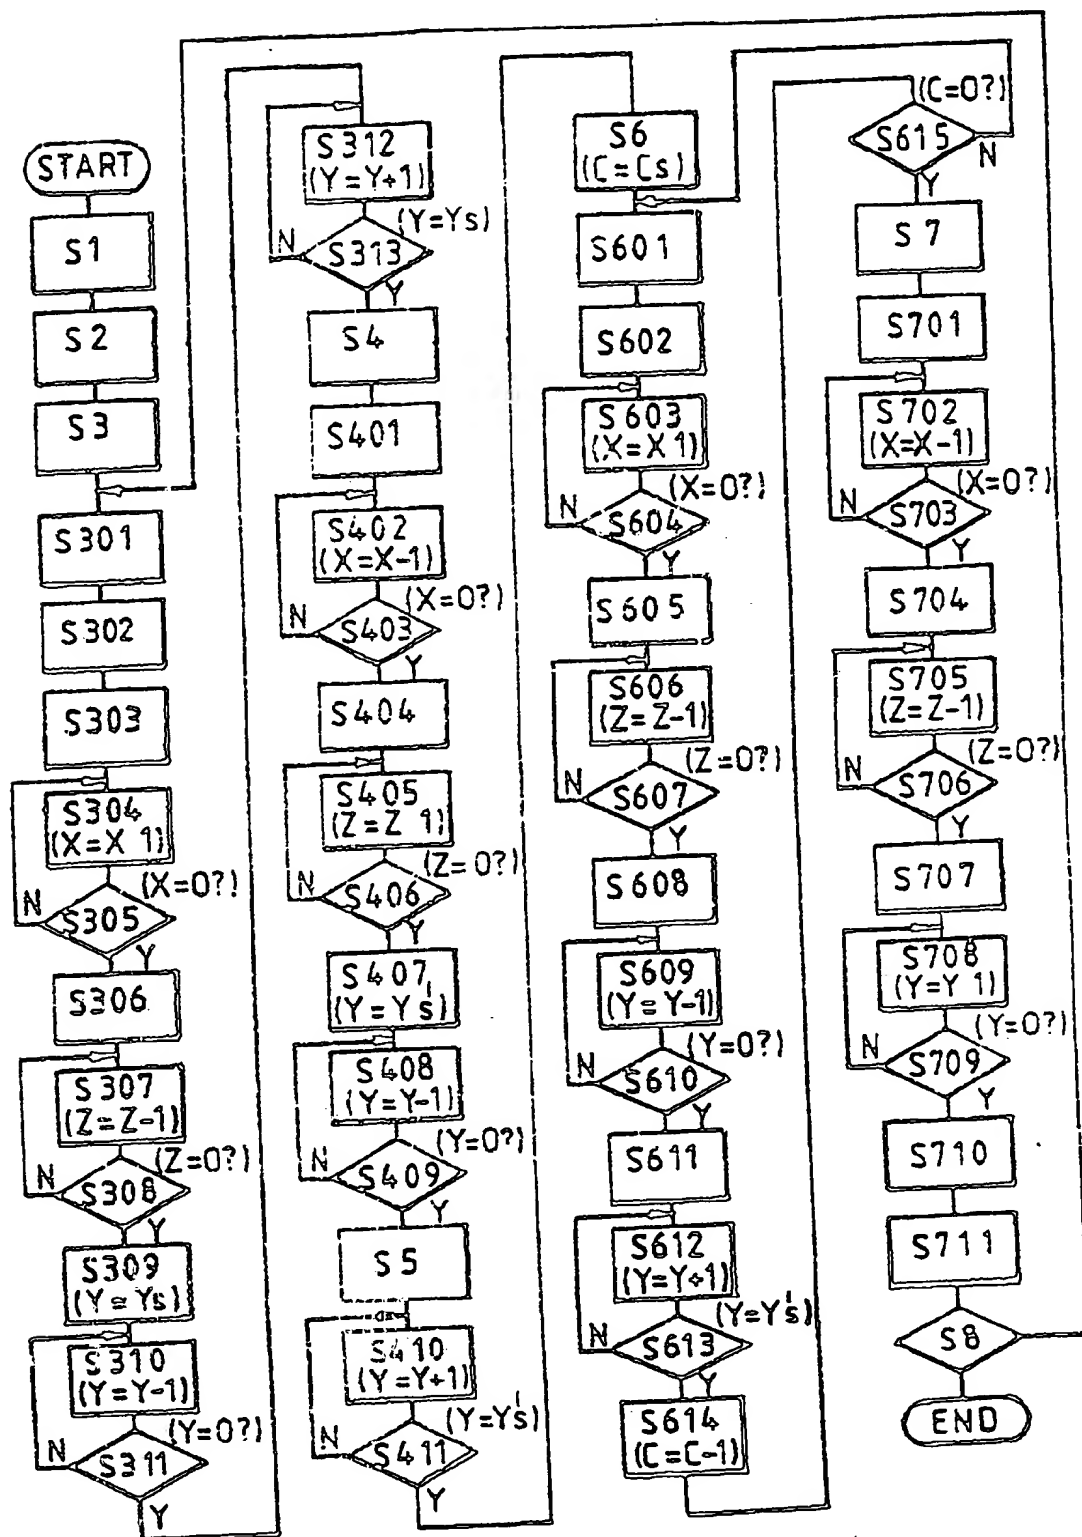 START
S1
S2
S3
S301
S302
S303
S304
(X=X 1)
(X=0?)
N
S305
Y
S306
S307
(Z=Z-1)
(Z=0?)
N
S308
Y
S309
(Y=Ys)
S310
(Y=Y-1)
(Y=0?)
N
S311
Y
S312
(Y=Y+1)
(Y=Ys)
N
S313
Y
S4
S401
S402
(X=X-1)
(X=0?)
N
S403
Y
S404
S405
(Z=Z 1)
(Z=0?)
N
S406
Y
S407
(Y=Y's)
S408
(Y=Y-1)
(Y=0?)
N
S409
Y
S5
S410
(Y=Y+1)
(Y=Y's)
N
S411
Y
S6
(C=Cs)
S601
S602
S603
(X=X 1)
(X=0?)
N
S604
Y
S605
S606
(Z=Z-1)
(Z=0?)
N
S607
Y
S608
S609
(Y=Y-1)
(Y=0?)
N
S610
Y
S611
S612
(Y=Y+1)
(Y=Y's)
N
S613
Y
S614
(C=C-1)
(C=0?)
S615
N
Y
S7
S701
S702
(X=X-1)
(X=0?)
N
S703
Y
S704
S705
(Z=Z-1)
(Z=0?)
N
S706
Y
S707
S708
(Y=Y 1)
(Y=0?)
N
S709
Y
S710
S711
S8
END